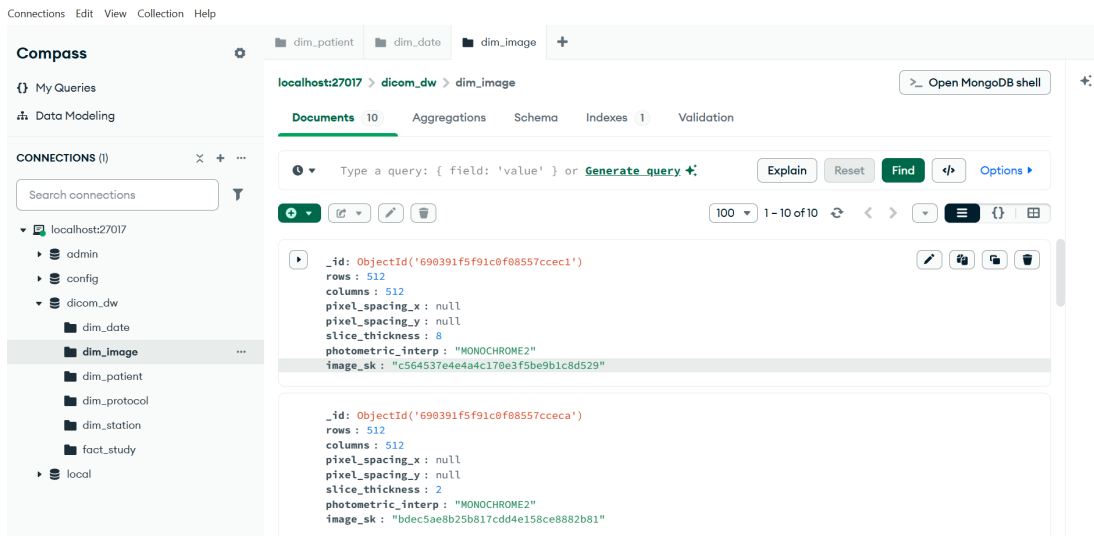 Connections Edit View Collection Help
Compass
My Queries
Data Modeling
CONNECTIONS (1)
Search connections
localhost:27017
admin
config
dicom_dw
dim_date
dim_image
dim_patient
dim_protocol
dim_station
fact_study
local
dim_patient dim_date dim_image
localhost:27017 > dicom_dw > dim_image
>_ Open MongoDB shell
Documents 10 Aggregations Schema Indexes 1 Validation
Type a query: { field: 'value' } or Generate query
Explain Reset Find </> Options
100 1 – 10 of 10 {}
_id: ObjectId('690391f5f91c0f08557ccec1')
rows : 512
columns : 512
pixel_spacing_x : null
pixel_spacing_y : null
slice_thickness : 8
photometric_interp : "MONOCHROME2"
image_sk : "c564537e4e4a4c170e3f5be9b1c8d529"
_id: ObjectId('690391f5f91c0f08557cceca')
rows : 512
columns : 512
pixel_spacing_x : null
pixel_spacing_y : null
slice_thickness : 2
photometric_interp : "MONOCHROME2"
image_sk : "bdec5ae8b25b817cdd4e158ce8882b81"